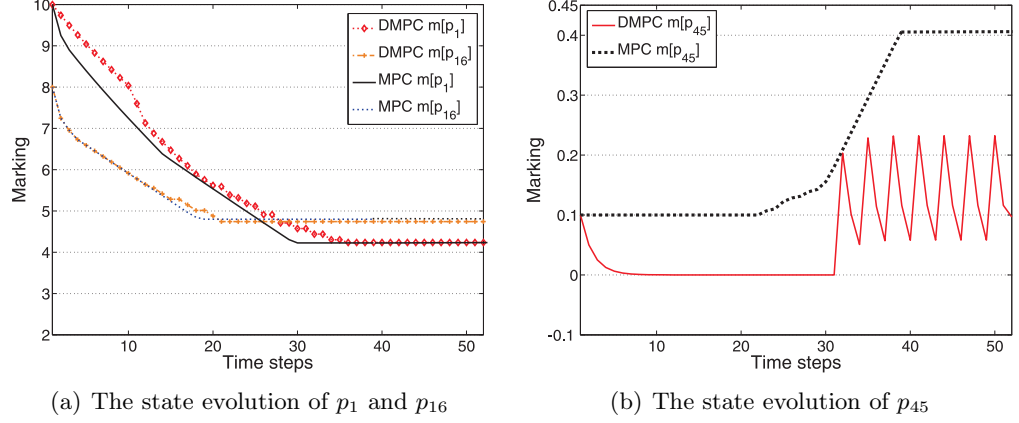 10
9
8
7
6
5
4
3
2
Marking
10
20
30
40
50
Time steps
DMPC m[p1]
DMPC m[p16]
MPC m[p1]
MPC m[p16]
(a) The state evolution of p1 and p16
0.45
0.4
0.3
0.2
0.1
0
-0.1
Marking
10
20
30
40
50
Time steps
DMPC m[p45]
MPC m[p45]
(b) The state evolution of p45